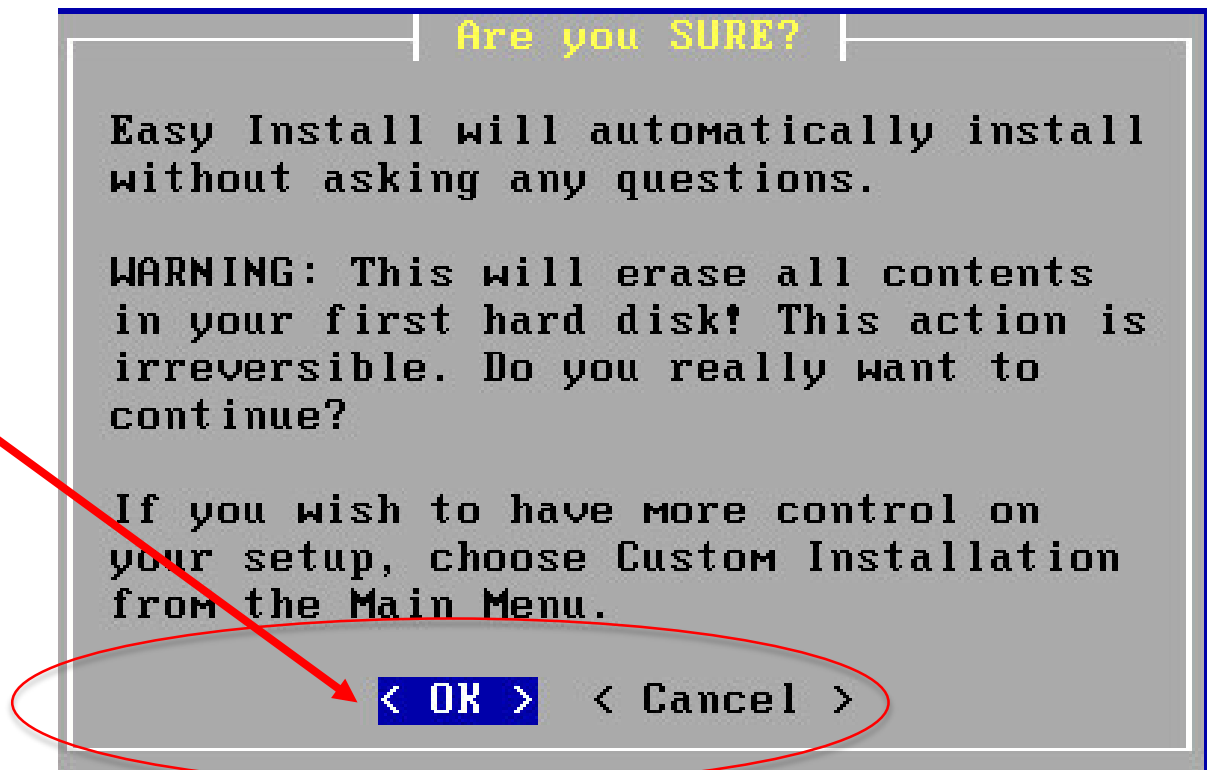 Are you SURE?
Easy Install will automatically install
without asking any questions.
WARNING: This will erase all contents
in your first hard disk! This action is
irreversible. Do you really want to
continue?
If you wish to have more control on
your setup, choose Custom Installation
from the Main Menu.
< OK > < Cancel >